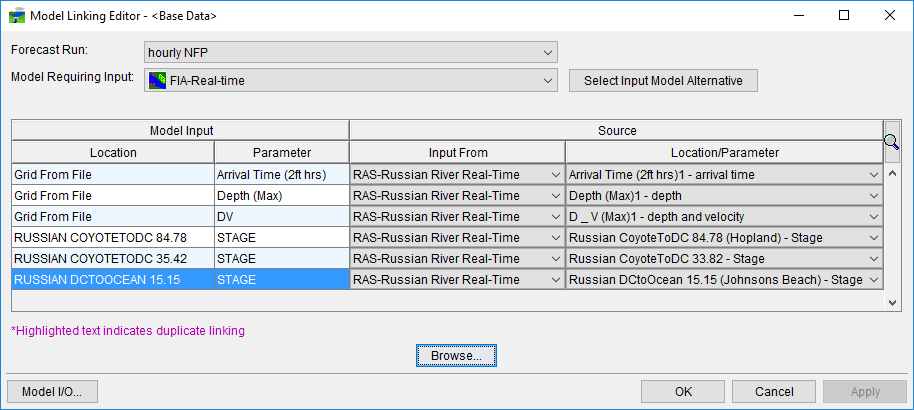 Model Linking Editor - <Base Data>
Forecast Run: hourly NFP
Model Requiring Input: FIA-Real-time Select Input Model Alternative
Model Input Source
Location Parameter Input From Location/Parameter
Grid From File Arrival Time (2ft hrs) RAS-Russian River Real-Time Arrival Time (2ft hrs)1 - arrival time
Grid From File Depth (Max) RAS-Russian River Real-Time Depth (Max)1 - depth
Grid From File DV RAS-Russian River Real-Time D _ V (Max)1 - depth and velocity
RUSSIAN COYOTETODC 84.78 STAGE RAS-Russian River Real-Time Russian CoyoteToDC 84.78 (Hopland) - Stage
RUSSIAN COYOTETODC 35.42 STAGE RAS-Russian River Real-Time Russian CoyoteToDC 33.82 - Stage
RUSSIAN DCTOOCEAN 15.15 STAGE RAS-Russian River Real-Time Russian DCtoOcean 15.15 (Johnsons Beach) - Stage
*Highlighted text indicates duplicate linking
Browse...
Model I/O... OK Cancel Apply